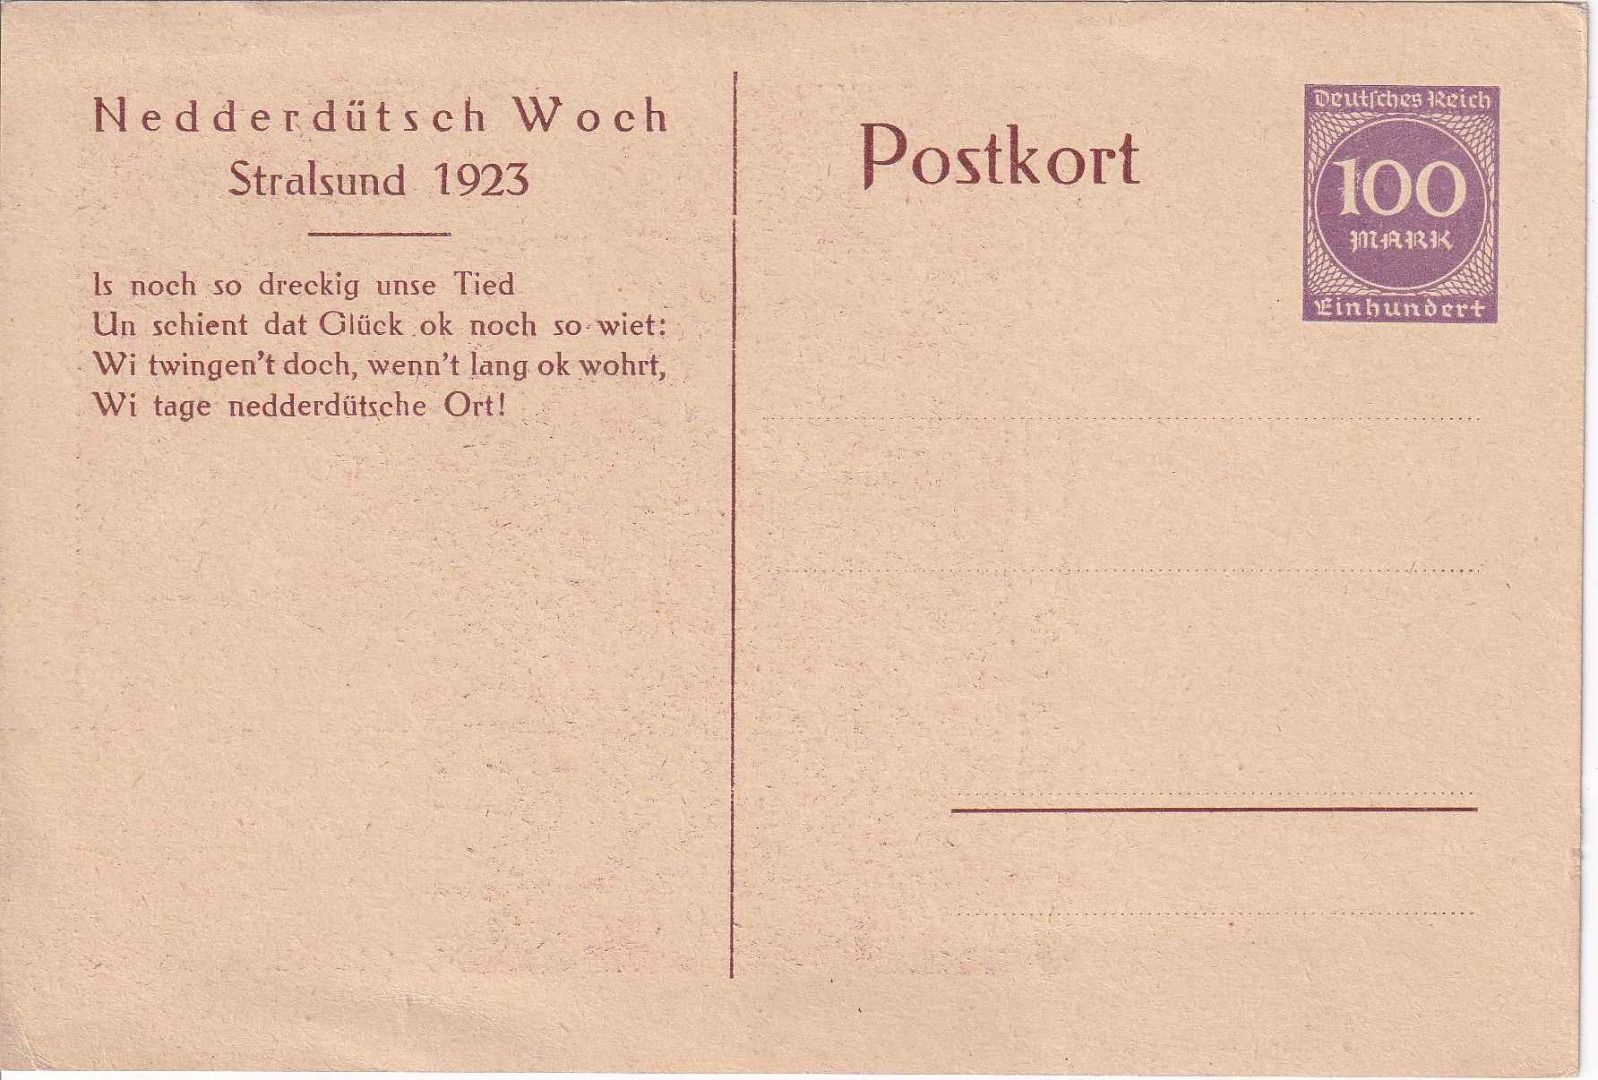 Nedderdütsch Woch
Stralsund 1923
Is noch so dreckig unse Tied
Un schient dat Glück ok noch so wiet:
Wi twingen't doch, wenn't lang ok wohrt,
Wi tage nedderdütsche Ort!
Postkort
Deutsches Reich
100
MARK
Einhundert